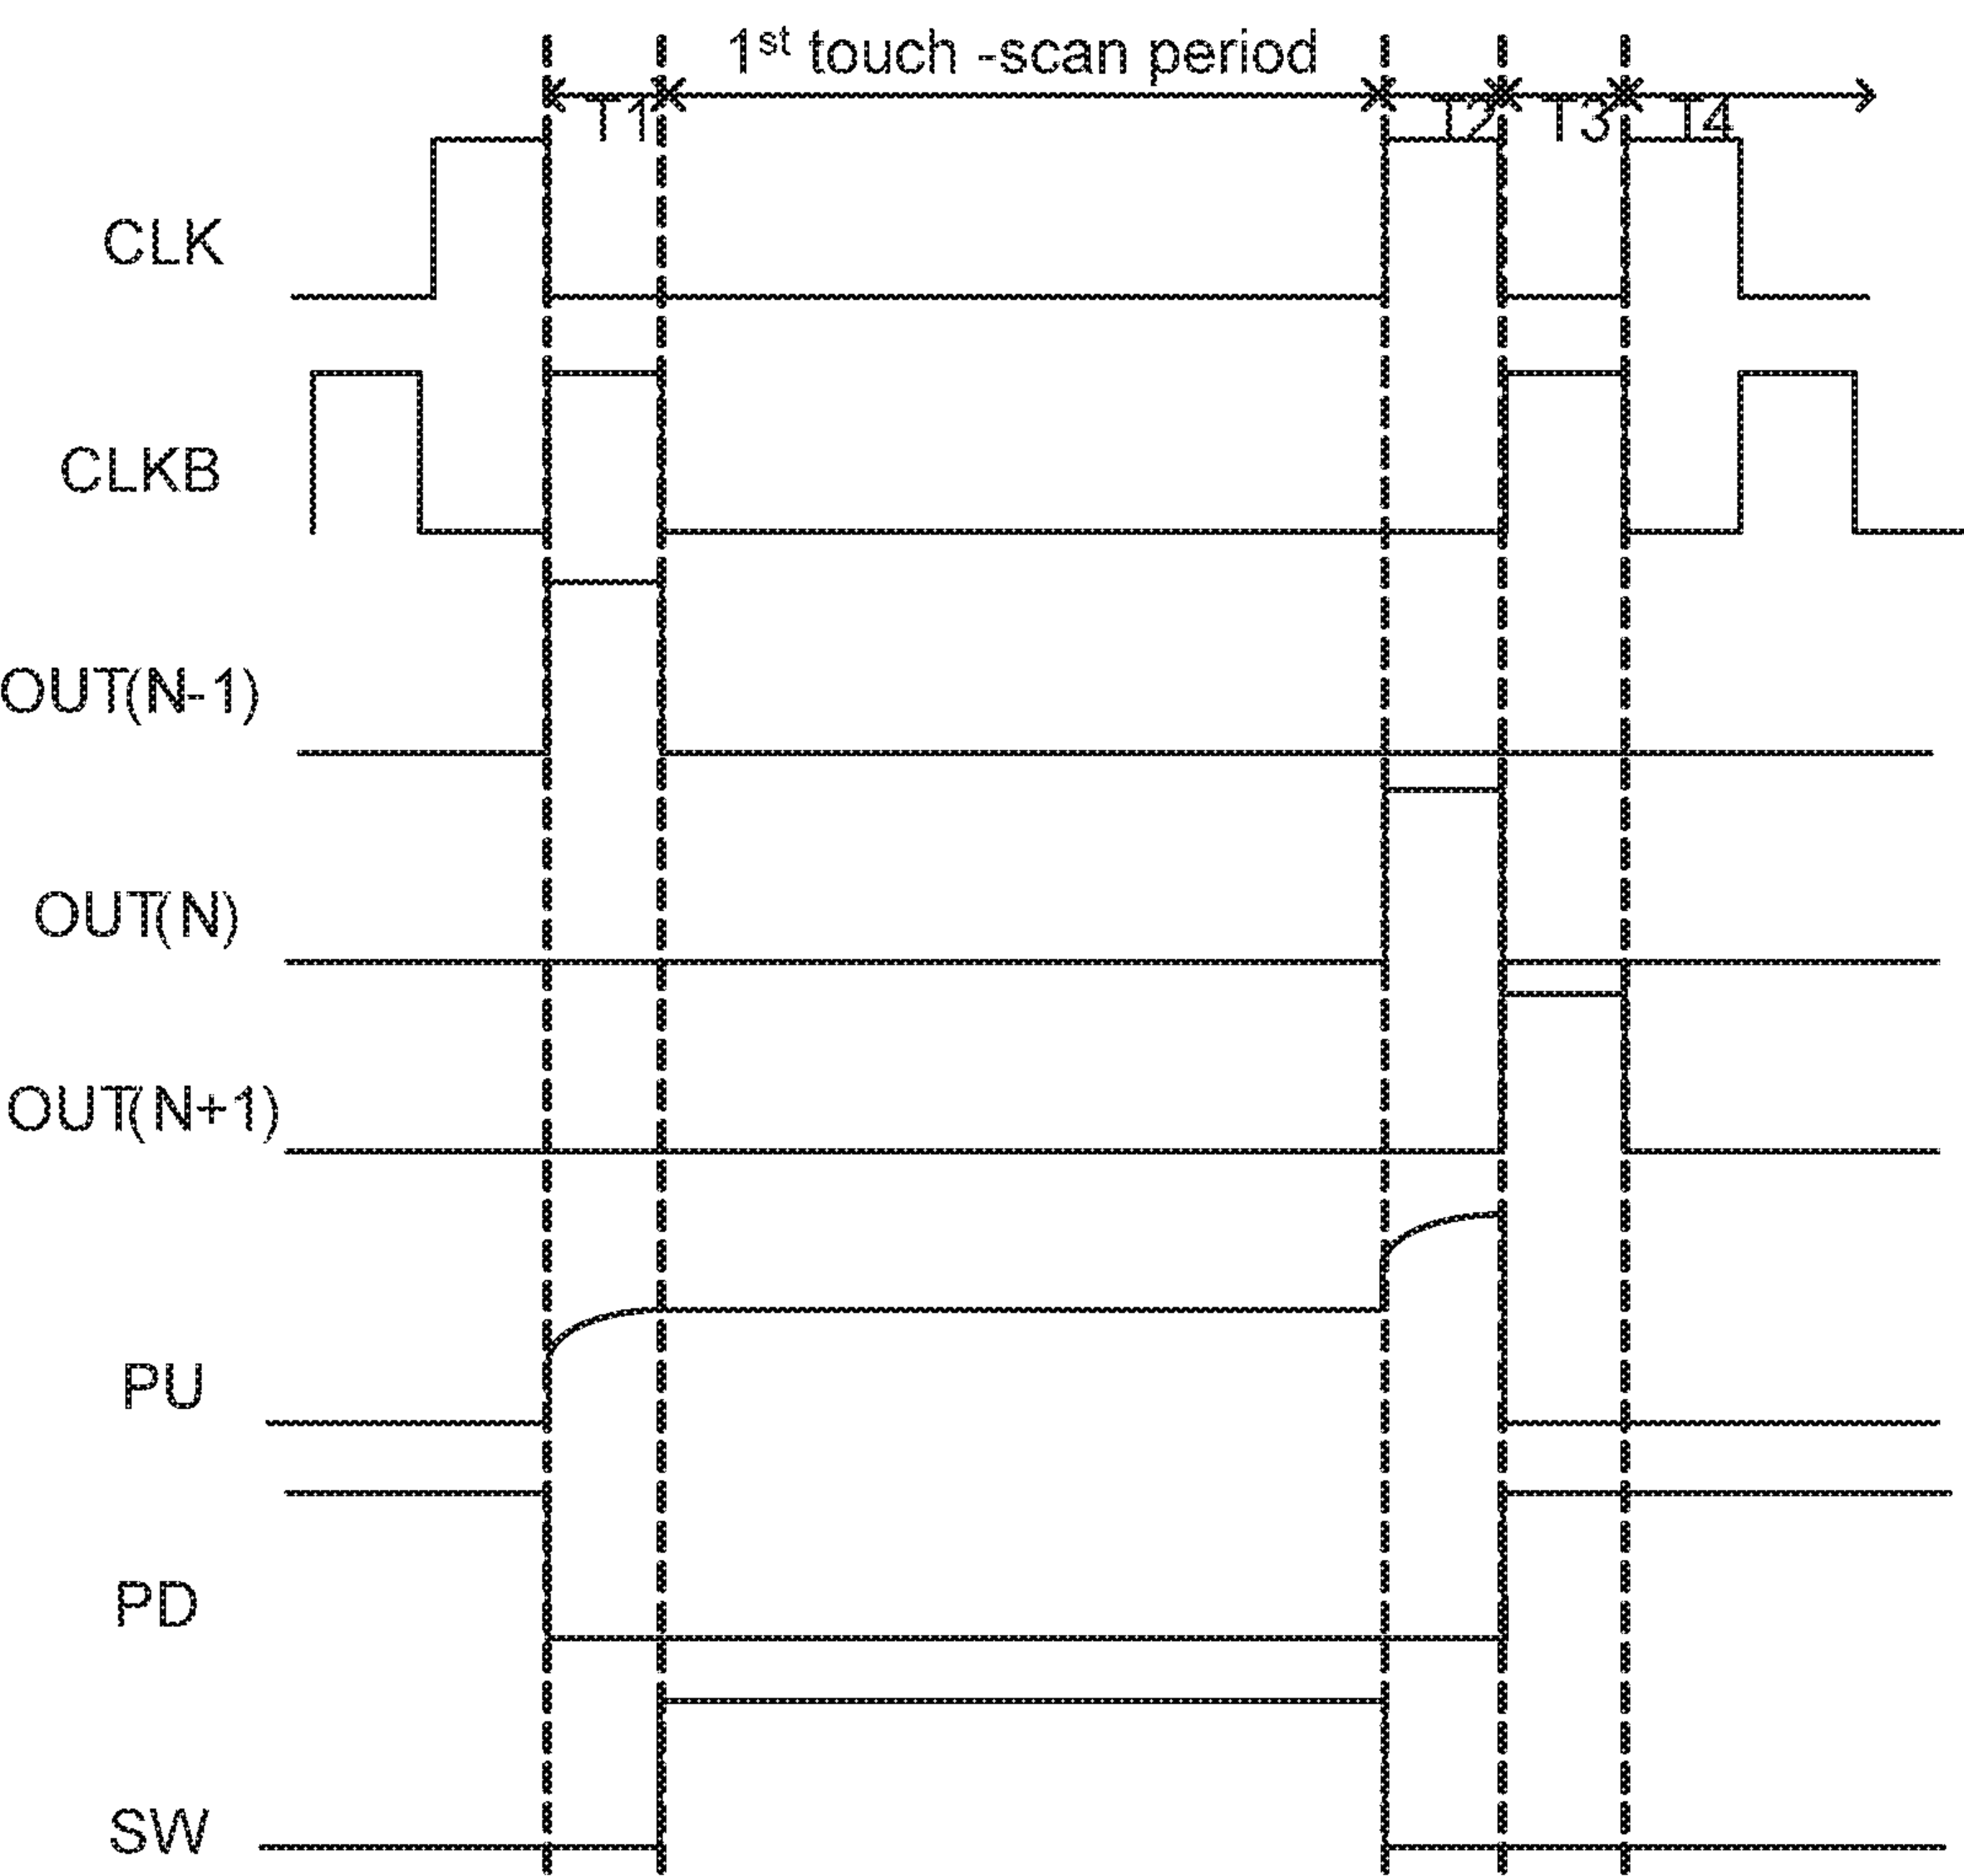 1st touch -scan period
T1 T2 T3 T4
CLK
CLKB
OUT(N-1)
OUT(N)
OUT(N+1)
PU
PD
SW